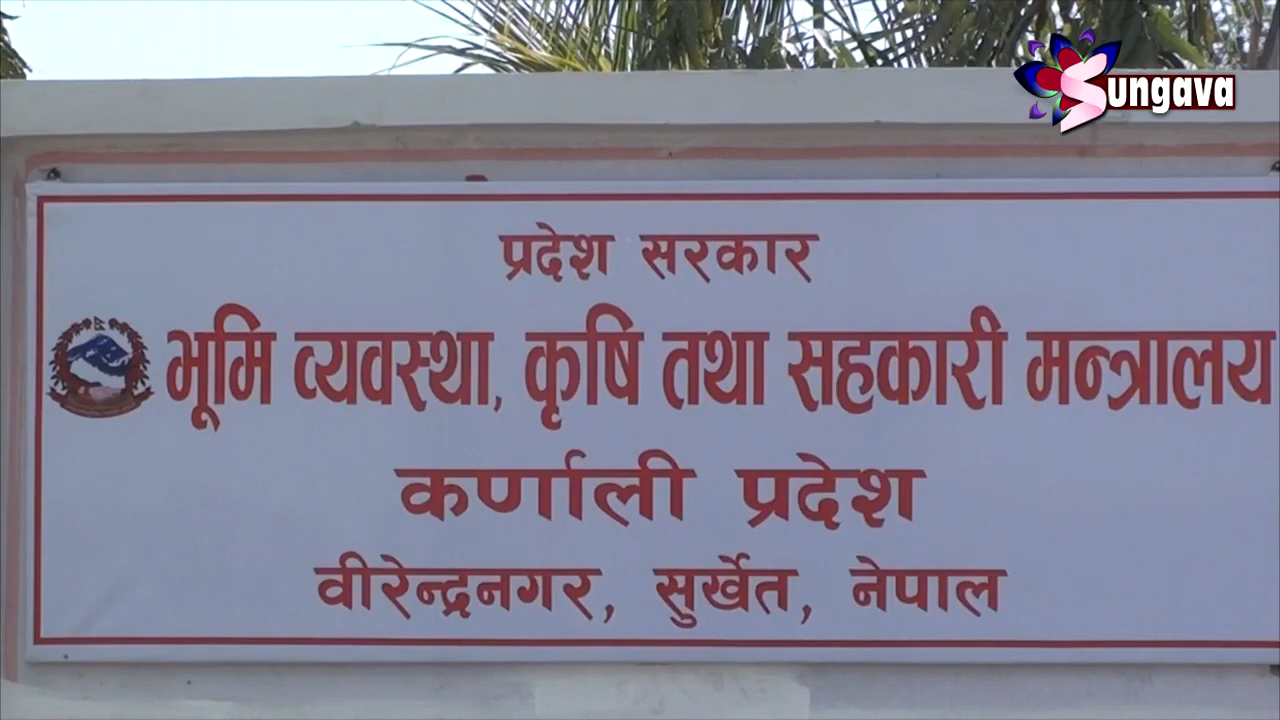 Sungava
प्रदेश सरकार
भूमि व्यवस्था, कृषि तथा सहकारी मन्त्रालय
कर्णाली प्रदेश
वीरेन्द्रनगर, सुर्खेत, नेपाल